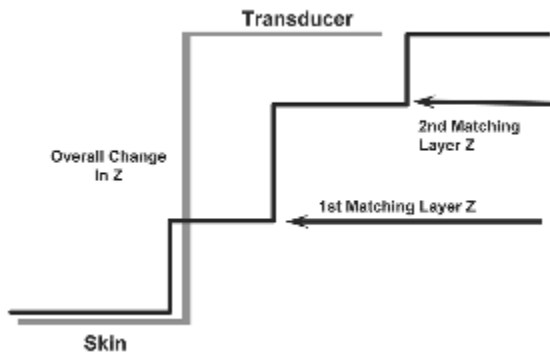 Transducer
2nd Matching
Layer Z
Overall Change
In Z
1st Matching Layer Z
Skin